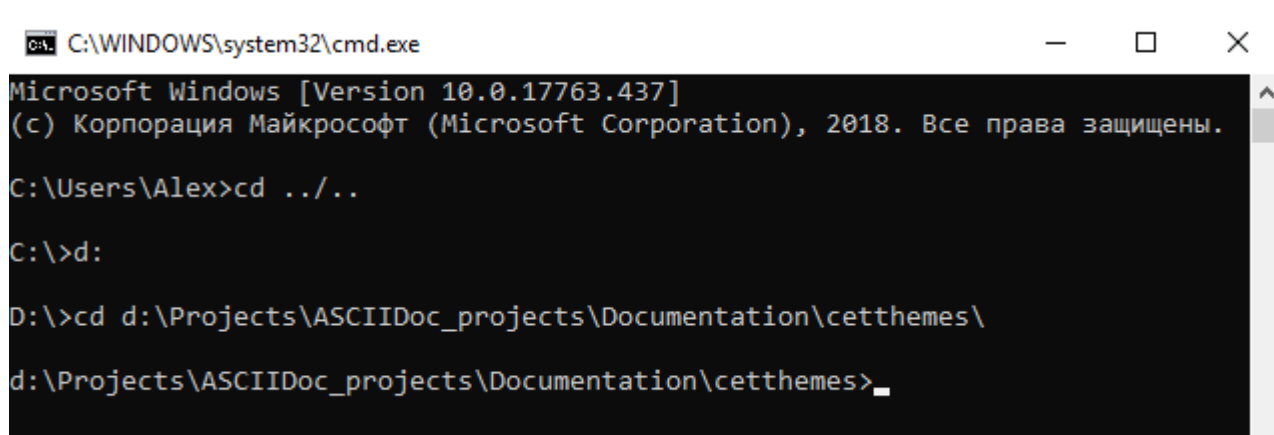 C:\WINDOWS\system32\cmd.exe
Microsoft Windows [Version 10.0.17763.437]
(c) Корпорация Майкрософт (Microsoft Corporation), 2018. Все права защищены.
C:\Users\Alex>cd ../..
C:\>d:
D:\>cd d:\Projects\ASCIIDoc_projects\Documentation\cetthemes\
d:\Projects\ASCIIDoc_projects\Documentation\cetthemes>